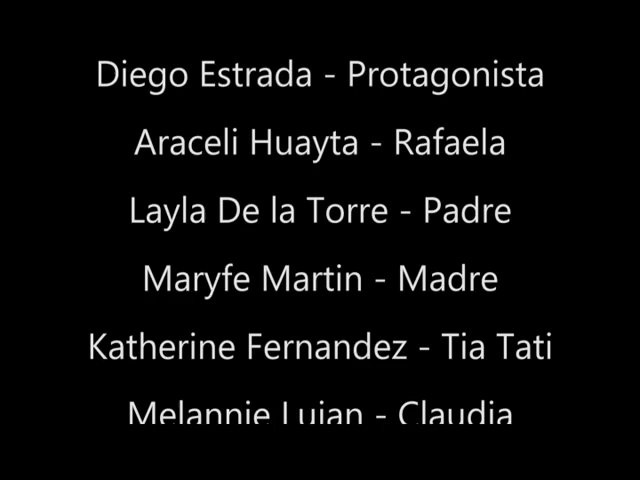 Diego Estrada - Protagonista
Araceli Huayta - Rafaela
Layla De la Torre - Padre
Maryfe Martin - Madre
Katherine Fernandez - Tia Tati
Melannie Lujan - Claudia